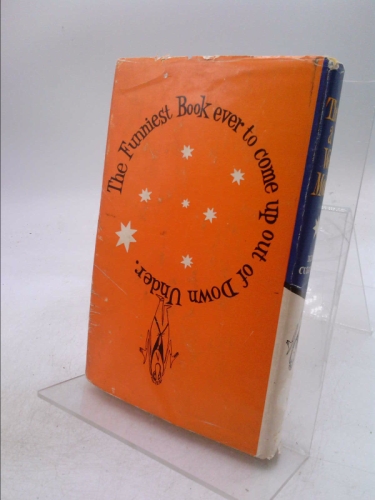 The Funniest Book ever to come up out of Down Under.